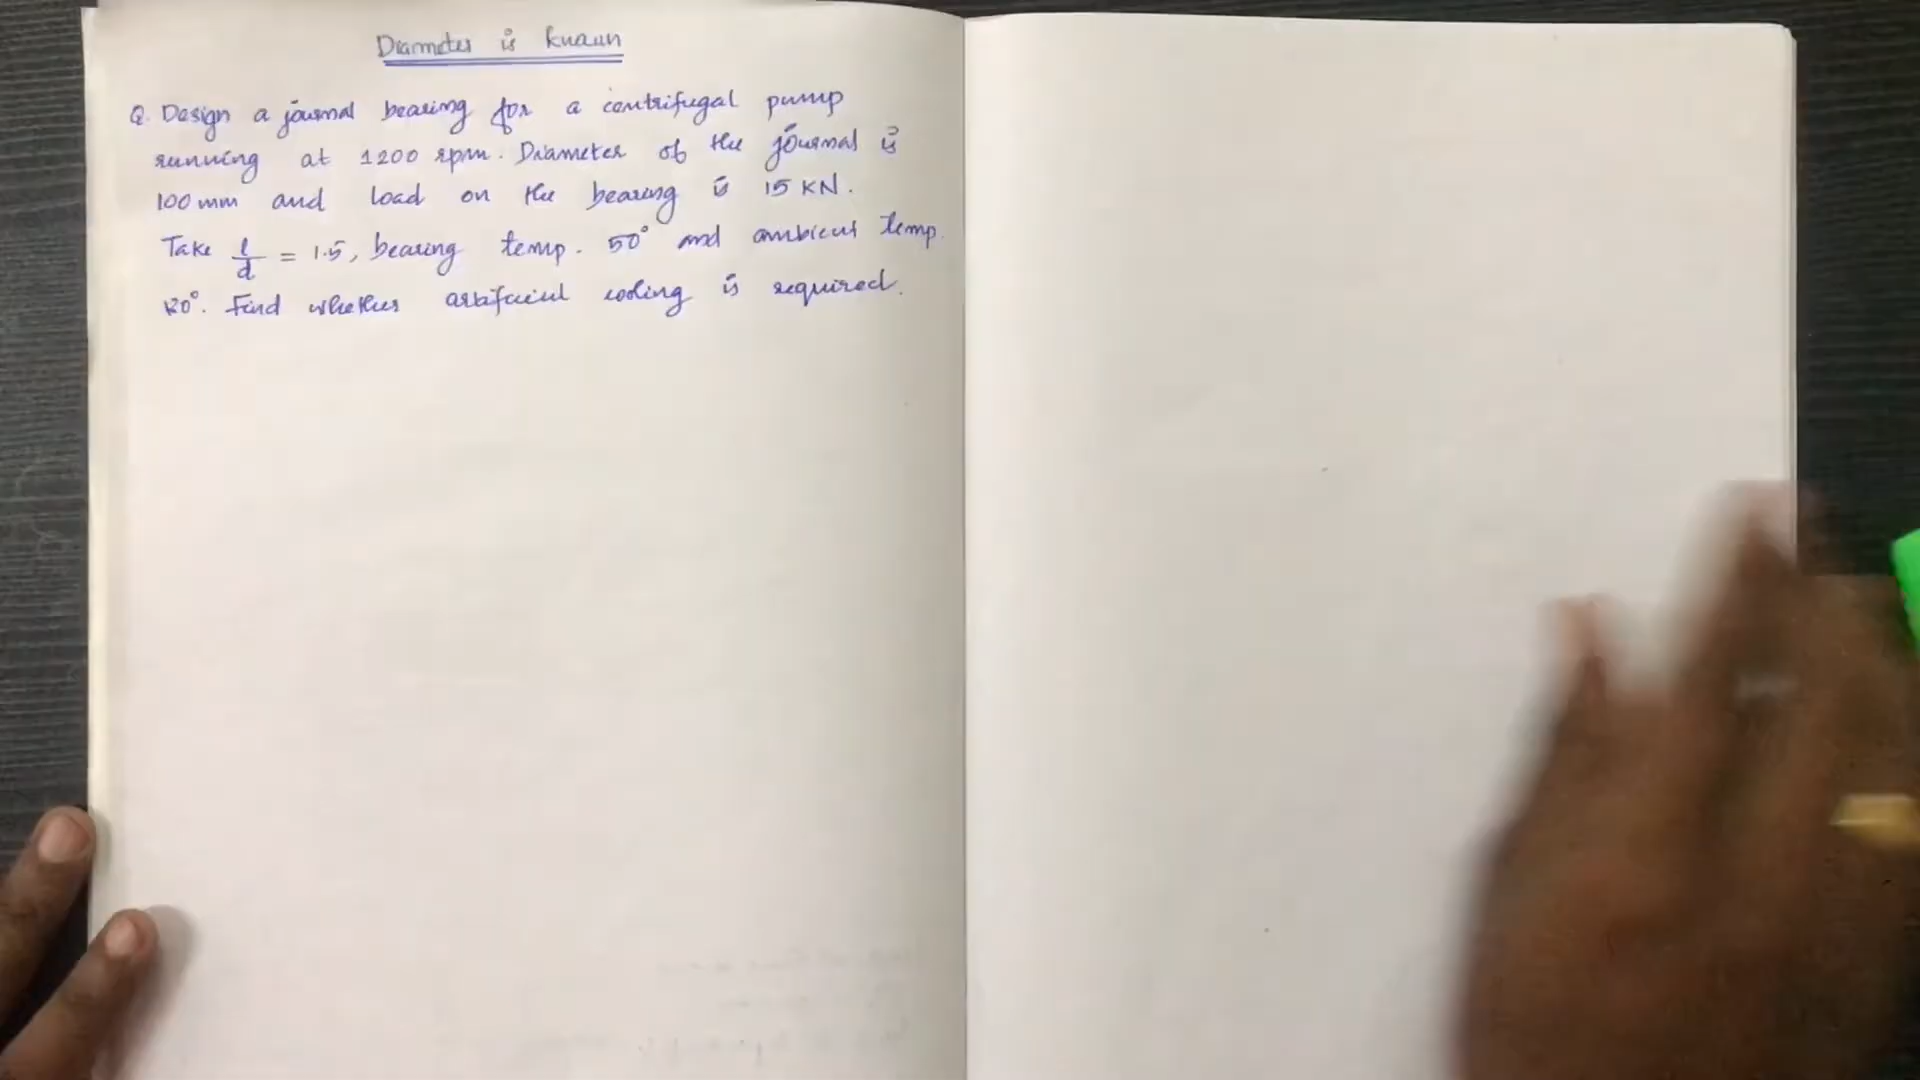 Diameter is known
Q. Design a journal bearing for a centrifugal pump
running at 1200 rpm. Diameter of the journal is
100 mm and load on the bearing is 15 KN.
Take l/d = 1.5, bearing temp. 50° and ambient temp.
20°. Find whether artificial cooling is required.